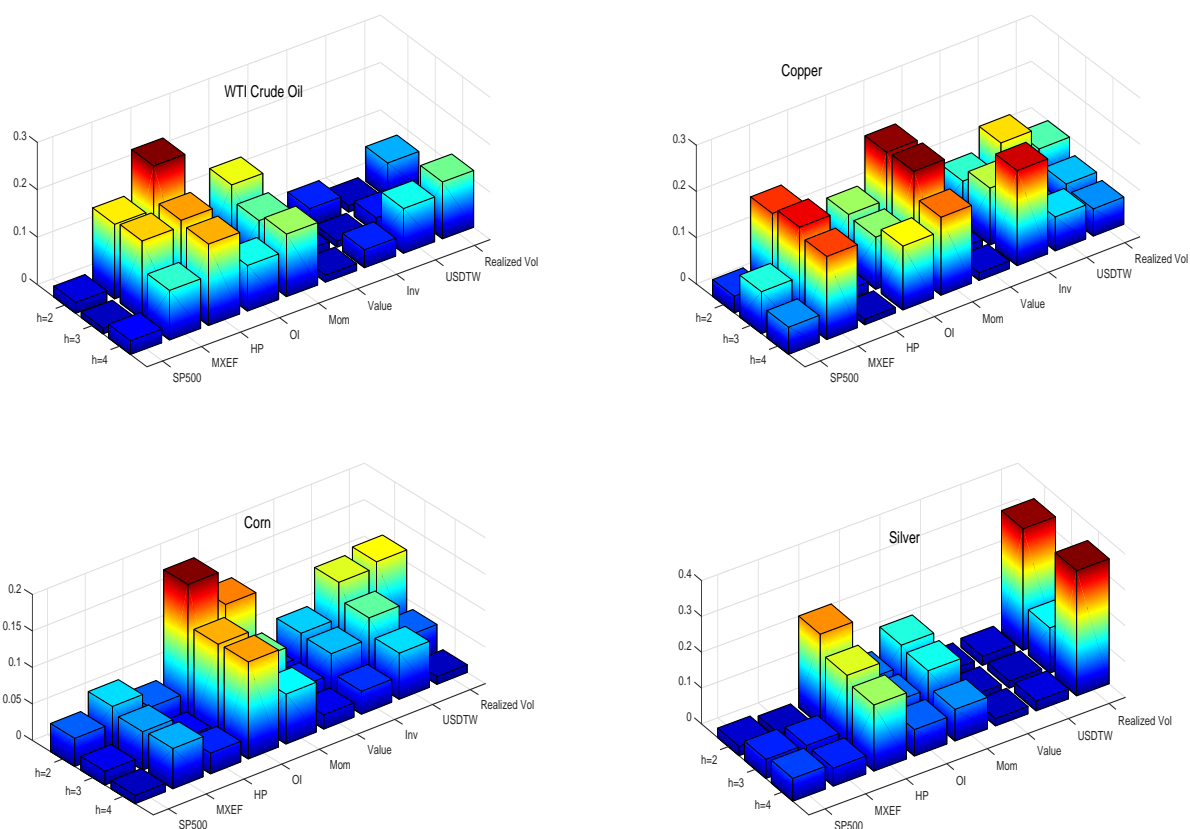 WTI Crude Oil
0.3
0.2
0.1
0
h=2
h=3
h=4
SP500
MXEF
HP
OI
Mom
Value
Inv
USDTW
Realized Vol
Copper
0.3
0.2
0.1
0
h=2
h=3
h=4
SP500
MXEF
HP
OI
Mom
Value
Inv
USDTW
Realized Vol
Corn
0.2
0.15
0.1
0.05
0
h=2
h=3
h=4
SP500
MXEF
HP
OI
Mom
Value
Inv
USDTW
Realized Vol
Silver
0.4
0.3
0.2
0.1
0
h=2
h=3
h=4
SP500
MXEF
HP
OI
Mom
Value
USDTW
Realized Vol